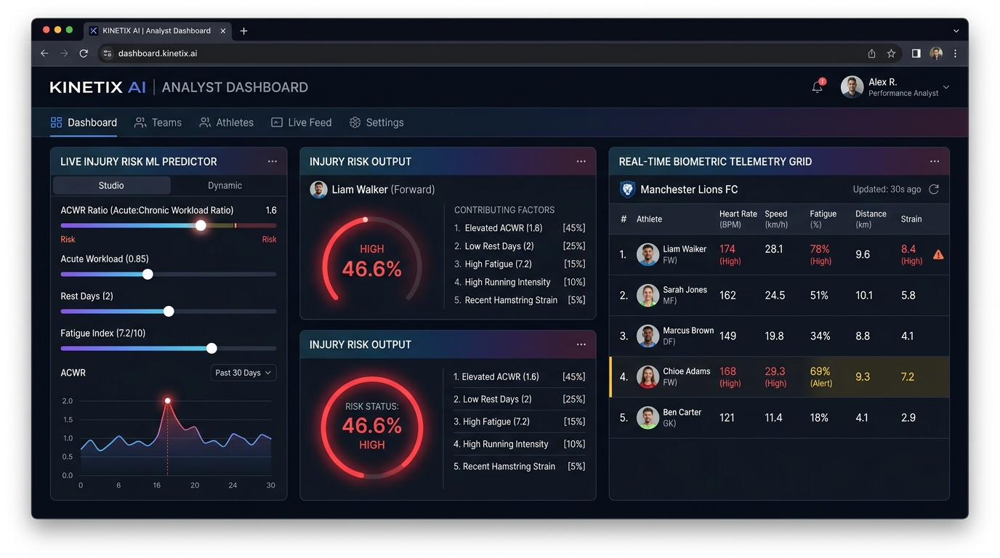 KINETIX AI | Analyst Dashboard
dashboard.kinetix.ai
KINETIX AI | ANALYST DASHBOARD
1
Alex R.
Performance Analyst
Dashboard
Teams
Athletes
Live Feed
Settings
LIVE INJURY RISK ML PREDICTOR
Studio
Dynamic
ACWR Ratio (Acute:Chronic Workload Ratio) 1.6
Risk Risk
Acute Workload (0.85)
Rest Days (2)
Fatigue Index (7.2/10)
ACWR
Past 30 Days
2.0
1.5
1.0
0.5
0.0
0 6 16 20 24 30
INJURY RISK OUTPUT
Liam Walker (Forward)
HIGH
46.6%
CONTRIBUTING FACTORS
1. Elevated ACWR (1.6) [45%]
2. Low Rest Days (2) [25%]
3. High Fatigue (7.2) [15%]
4. High Running Intensity [10%]
5. Recent Hamstring Strain [5%]
INJURY RISK OUTPUT
RISK STATUS:
46.6%
HIGH
1. Elevated ACWR (1.6) [45%]
2. Low Rest Days (2) [25%]
3. High Fatigue (7.2) [15%]
4. High Running Intensity [10%]
5. Recent Hamstring Strain [5%]
REAL-TIME BIOMETRIC TELEMETRY GRID
Manchester Lions FC
Updated: 30s ago
# Athlete Heart Rate (BPM) Speed (km/h) Fatigue (%) Distance (km) Strain
1. Liam Waiker FW) 174 (High) 28.1 78% (High) 9.6 8.4 (High)
2. Sarah Jones MF) 162 24.5 51% 10.1 5.8
3. Marcus Brown DF) 149 19.8 34% 8.8 4.1
4. Chioe Adams FW) 168 (High) 29.3 (High) 69% (Alert) 9.3 7.2
5. Ben Carter GK) 121 11.4 18% 4.1 2.9